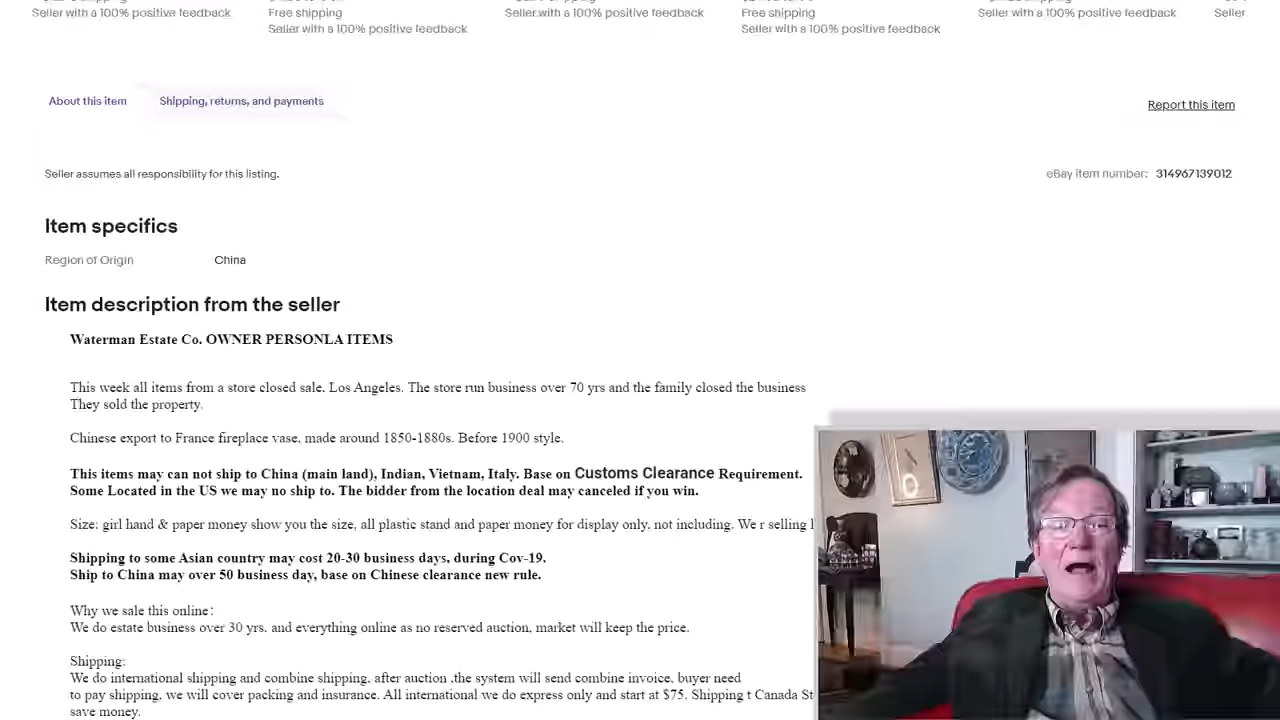 Seller with a 100% positive feedback
Free shipping
Seller with a 100% positive feedback
Seller with a 100% positive feedback
Free shipping
Seller with a 100% positive feedback
Seller with a 100% positive feedback
Seller
About this item
Shipping, returns, and payments
Report this item
Seller assumes all responsibility for this listing.
eBay item number: 314967139012
Item specifics
Region of Origin China
Item description from the seller
Waterman Estate Co. OWNER PERSONLA ITEMS
This week all items from a store closed sale, Los Angeles. The store run business over 70 yrs and the family closed the business
They sold the property.
Chinese export to France fireplace vase, made around 1850-1880s. Before 1900 style.
This items may can not ship to China (main land), Indian, Vietnam, Italy. Base on Customs Clearance Requirement.
Some Located in the US we may no ship to. The bidder from the location deal may canceled if you win.
Size: girl hand & paper money show you the size, all plastic stand and paper money for display only, not including. We r selling
Shipping to some Asian country may cost 20-30 business days, during Cov-19.
Ship to China may over 50 business day, base on Chinese clearance new rule.
Why we sale this online:
We do estate business over 30 yrs. and everything online as no reserved auction, market will keep the price.
Shipping:
We do international shipping and combine shipping, after auction ,the system will send combine invoice, buyer need
to pay shipping, we will cover packing and insurance. All international we do express only and start at $75. Shipping t Canada St
save money.